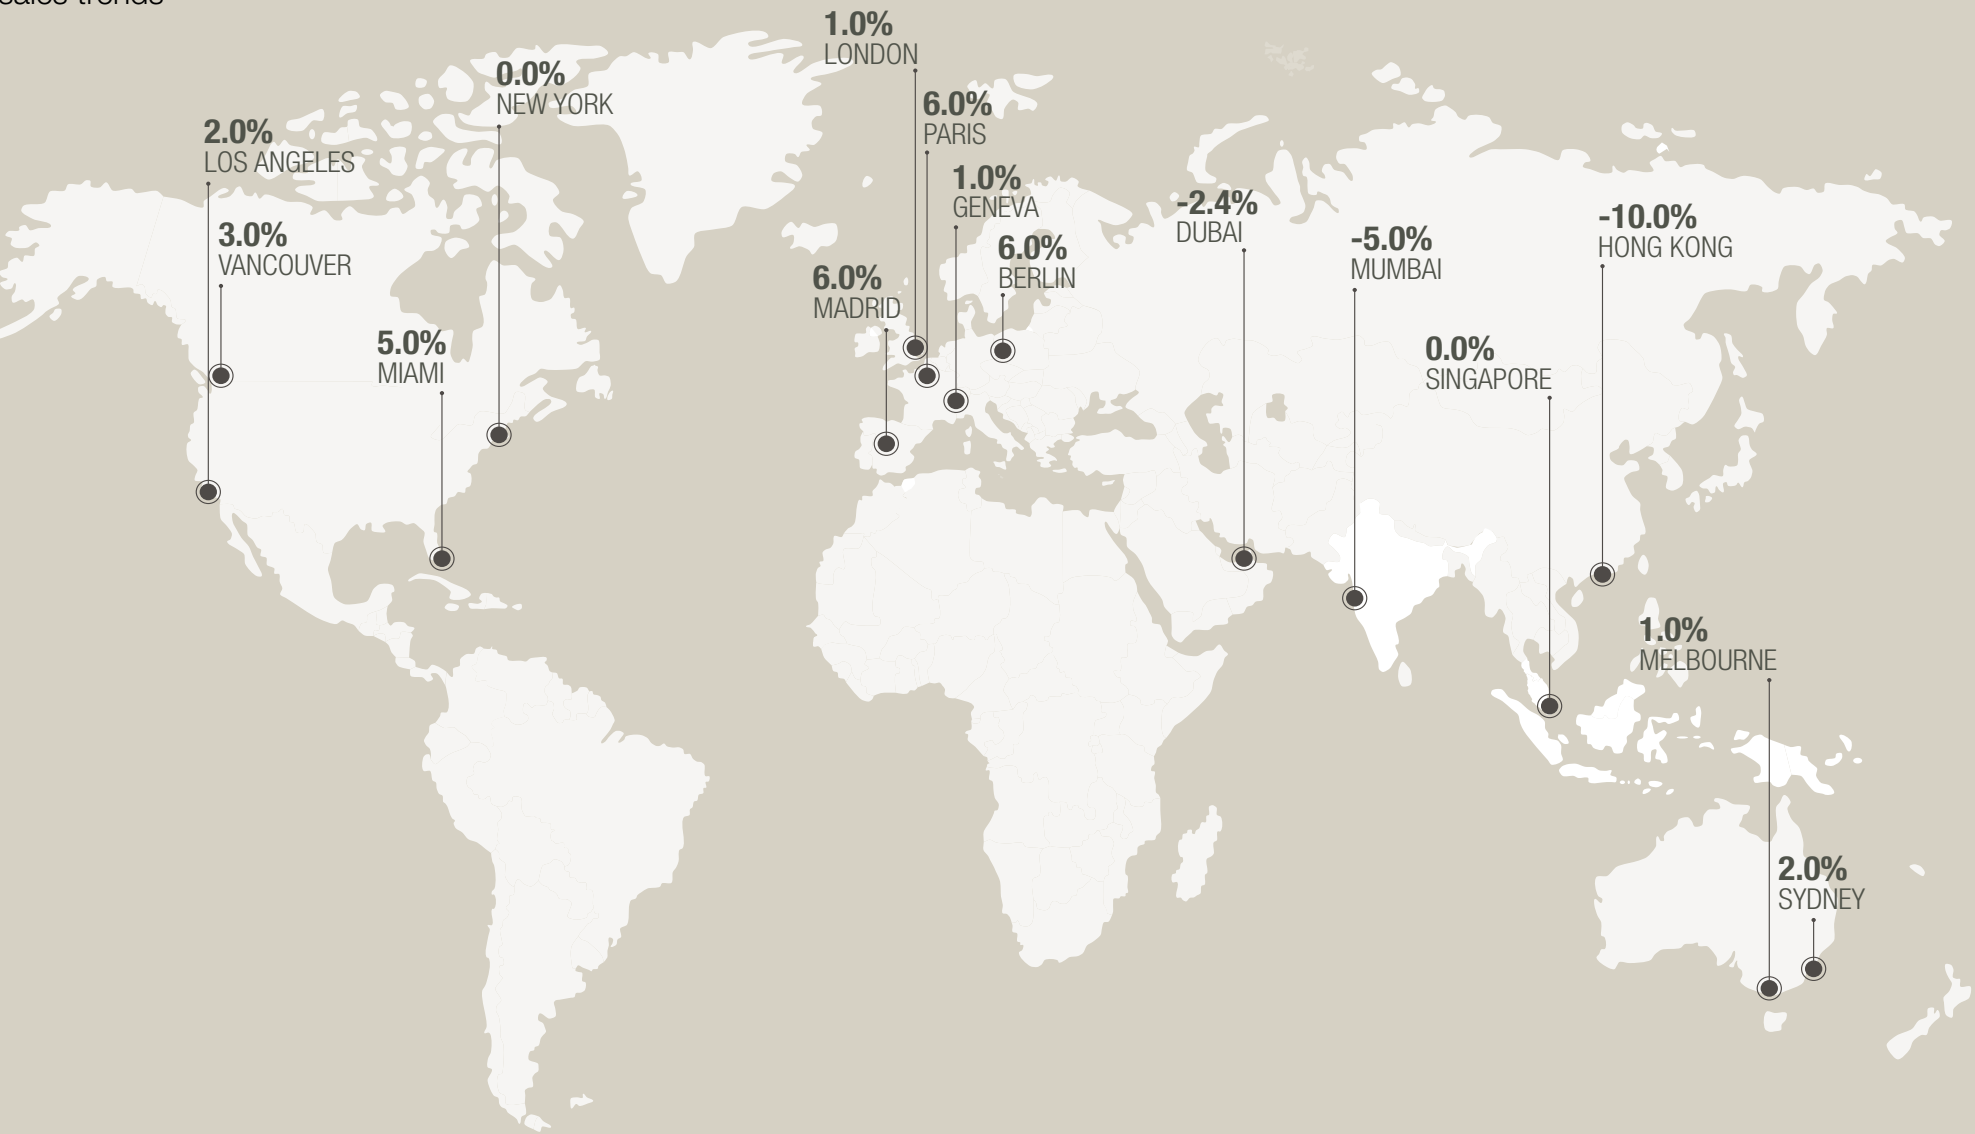 sales trends
1.0%
LONDON
0.0%
NEW YORK
6.0%
PARIS
2.0%
LOS ANGELES
1.0%
GENEVA
-2.4%
DUBAI
-10.0%
HONG KONG
3.0%
VANCOUVER
6.0%
BERLIN
-5.0%
MUMBAI
6.0%
MADRID
5.0%
MIAMI
0.0%
SINGAPORE
1.0%
MELBOURNE
2.0%
SYDNEY